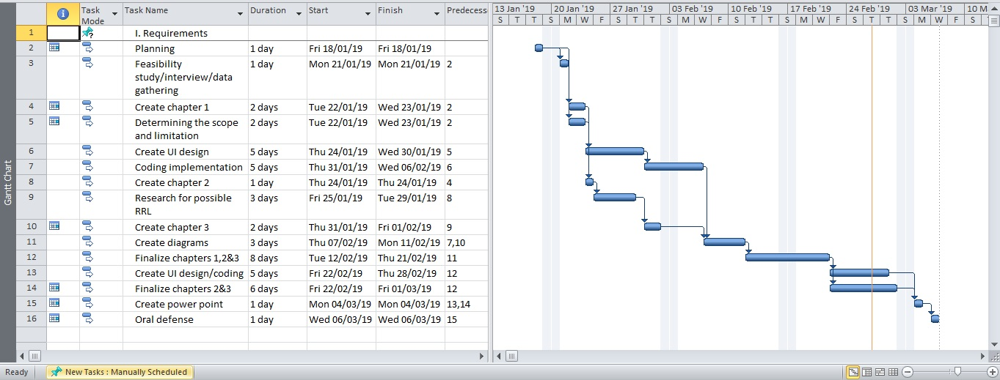 Task Mode Task Name Duration Start Finish Predecess
13 Jan '19 20 Jan '19 27 Jan '19 03 Feb '19 10 Feb '19 17 Feb '19 24 Feb '19 03 Mar '19 10 M
S T T S M W F S T T S M W F S T T S M W F S T T S M W F S
1 I. Requirements
2 Planning 1 day Fri 18/01/19 Fri 18/01/19
3 Feasibility study/interview/data gathering 1 day Mon 21/01/19 Mon 21/01/19 2
4 Create chapter 1 2 days Tue 22/01/19 Wed 23/01/19 2
5 Determining the scope and limitation 2 days Tue 22/01/19 Wed 23/01/19 2
6 Create UI design 5 days Thu 24/01/19 Wed 30/01/19 5
7 Coding implementation 5 days Thu 31/01/19 Wed 06/02/19 6
8 Create chapter 2 1 day Thu 24/01/19 Thu 24/01/19 4
9 Research for possible RRL 3 days Fri 25/01/19 Tue 29/01/19 8
10 Create chapter 3 2 days Thu 31/01/19 Fri 01/02/19 9
11 Create diagrams 3 days Thu 07/02/19 Mon 11/02/19 7,10
12 Finalize chapters 1,2&3 8 days Tue 12/02/19 Thu 21/02/19 11
13 Create UI design/coding 5 days Fri 22/02/19 Thu 28/02/19 12
14 Finalize chapters 2&3 6 days Fri 22/02/19 Fri 01/03/19 12
15 Create power point 1 day Mon 04/03/19 Mon 04/03/19 13,14
16 Oral defense 1 day Wed 06/03/19 Wed 06/03/19 15
Gantt Chart
Ready New Tasks : Manually Scheduled